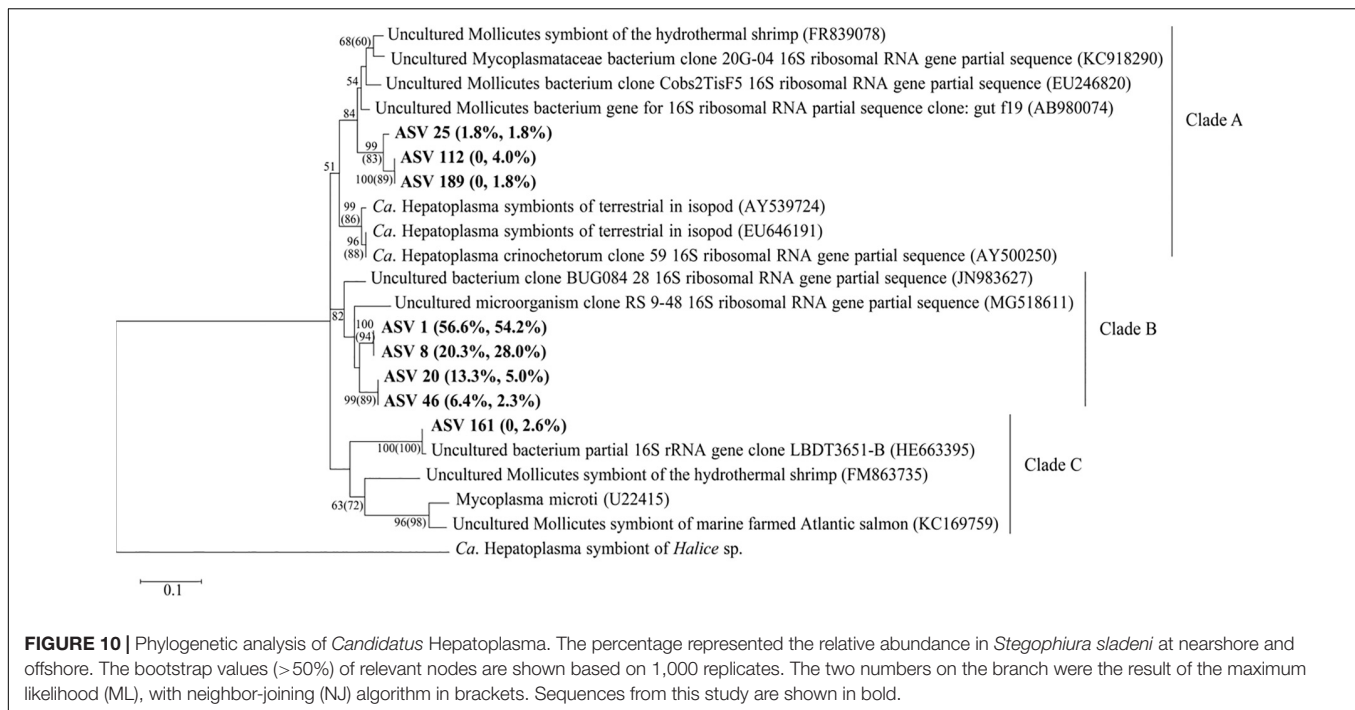 Uncultured Mollicutes symbiont of the hydrothermal shrimp (FR839078)
68(60)
Uncultured Mycoplasmataceae bacterium clone 20G-04 16S ribosomal RNA gene partial sequence (KC918290)
54
Uncultured Mollicutes bacterium clone Cobs2TisF5 16S ribosomal RNA gene partial sequence (EU246820)
84
Uncultured Mollicutes bacterium gene for 16S ribosomal RNA partial sequence clone: gut f19 (AB980074)
Clade A
ASV 25 (1.8%, 1.8%)
99
(83)
ASV 112 (0, 4.0%)
51
100(89)
ASV 189 (0, 1.8%)
99
(86)
Ca. Hepatoplasma symbionts of terrestrial in isopod (AY539724)
Ca. Hepatoplasma symbionts of terrestrial in isopod (EU646191)
96
(88)
Ca. Hepatoplasma crinochetorum clone 59 16S ribosomal RNA gene partial sequence (AY500250)
Uncultured bacterium clone BUG084 28 16S ribosomal RNA gene partial sequence (JN983627)
Uncultured microorganism clone RS 9-48 16S ribosomal RNA gene partial sequence (MG518611)
82
100
(94)
ASV 1 (56.6%, 54.2%)
Clade B
ASV 8 (20.3%, 28.0%)
ASV 20 (13.3%, 5.0%)
99(89)
ASV 46 (6.4%, 2.3%)
ASV 161 (0, 2.6%)
100(100)
Uncultured bacterium partial 16S rRNA gene clone LBDT3651-B (HE663395)
Clade C
Uncultured Mollicutes symbiont of the hydrothermal shrimp (FM863735)
63(72)
Mycoplasma microti (U22415)
96(98)
Uncultured Mollicutes symbiont of marine farmed Atlantic salmon (KC169759)
Ca. Hepatoplasma symbiont of Halice sp.
0.1
FIGURE 10 | Phylogenetic analysis of Candidatus Hepatoplasma. The percentage represented the relative abundance in Stegophiura sladeni at nearshore and
offshore. The bootstrap values (>50%) of relevant nodes are shown based on 1,000 replicates. The two numbers on the branch were the result of the maximum
likelihood (ML), with neighbor-joining (NJ) algorithm in brackets. Sequences from this study are shown in bold.